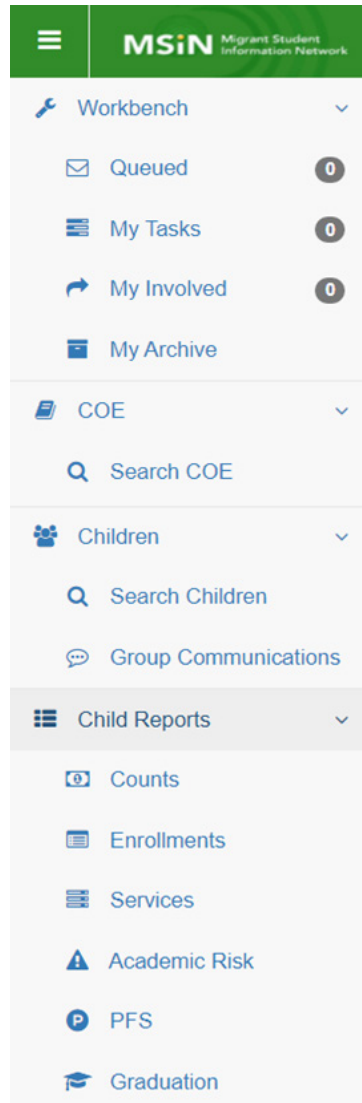 MSiN Migrant Student
Information Network
Workbench
Queued 0
My Tasks 0
My Involved 0
My Archive
COE
Search COE
Children
Search Children
Group Communications
Child Reports
Counts
Enrollments
Services
Academic Risk
P PFS
Graduation